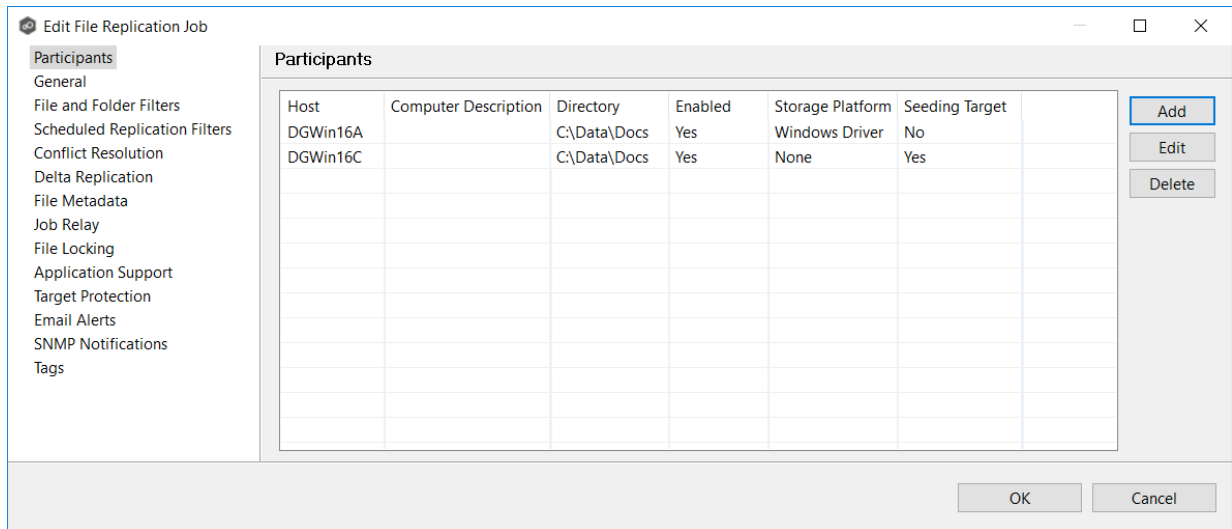 Edit File Replication Job
Participants
General
File and Folder Filters
Scheduled Replication Filters
Conflict Resolution
Delta Replication
File Metadata
Job Relay
File Locking
Application Support
Target Protection
Email Alerts
SNMP Notifications
Tags
Participants
Host Computer Description Directory Enabled Storage Platform Seeding Target
DGWin16A C:\Data\Docs Yes Windows Driver No
DGWin16C C:\Data\Docs Yes None Yes
Add
Edit
Delete
OK Cancel